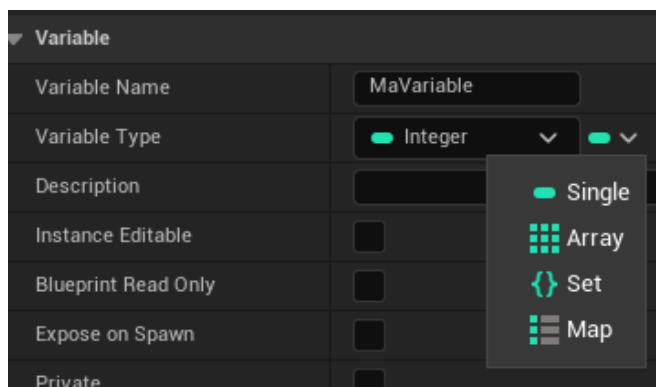 Variable
Variable Name MaVariable
Variable Type Integer
Description
Single
Instance Editable
Array
Blueprint Read Only
Set
Expose on Spawn
Map
Private